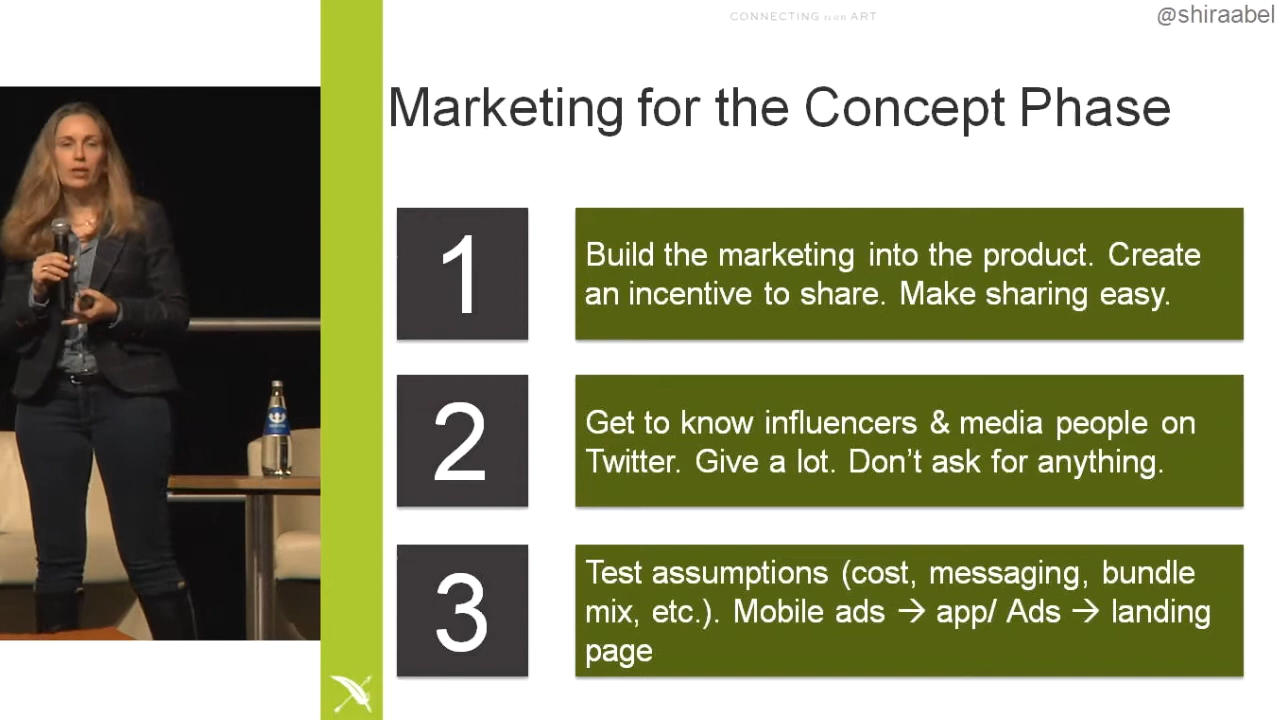 CONNECTING is an ART
@shiraabel
Marketing for the Concept Phase
1
Build the marketing into the product. Create
an incentive to share. Make sharing easy.
2
Get to know influencers & media people on
Twitter. Give a lot. Don’t ask for anything.
3
Test assumptions (cost, messaging, bundle
mix, etc.). Mobile ads → app/ Ads → landing
page